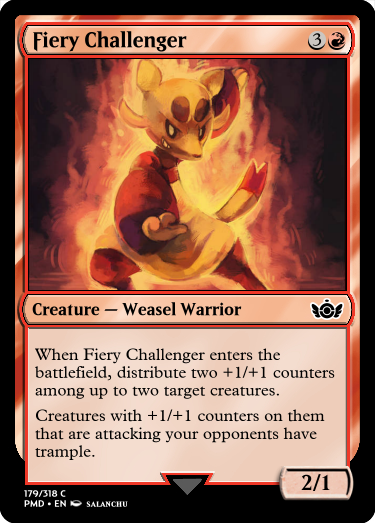 Fiery Challenger 3
Creature — Weasel Warrior
When Fiery Challenger enters the
battlefield, distribute two +1/+1 counters
among up to two target creatures.
Creatures with +1/+1 counters on them
that are attacking your opponents have
trample.
2/1
179/318 C
PMD • EN SALANCHU